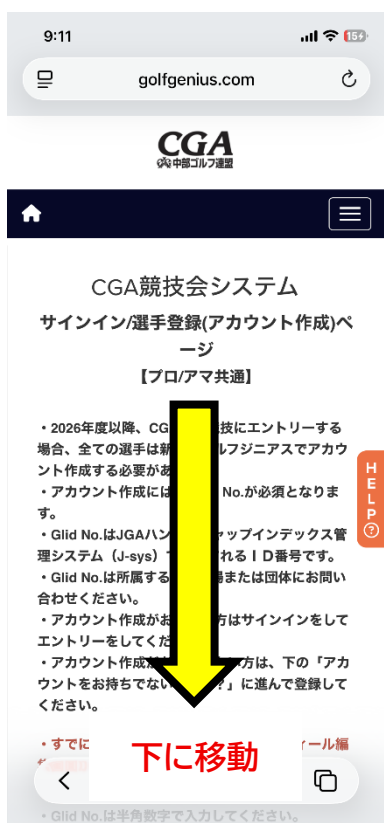 9:11
15
golfgenius.com
CGA
中部ゴルフ連盟
CGA競技会システム
サインイン/選手登録(アカウント作成)ペ
ージ
【プロ/アマ共通】
・2026年度以降、CG 技にエントリーする
場合、全ての選手は新 ルフジニアスでアカウ
ント作成する必要があ
・アカウント作成には No.が必須となりま
す。
・Glid No.はJGAハン ャップインデックス管
理システム（J-sys）で れるＩＤ番号です。
・Glid No.は所属する 場または団体にお問い
合わせください。
・アカウント作成がお 方はサインインをして
エントリーをしてくだ
・アカウント作成が い方は、下の「アカ
ウントをお持ちでない ？」に進んで登録して
ください。
HELP?
・すでに ィール編
下に移動
・Glid No.は半角数字で入力してください。